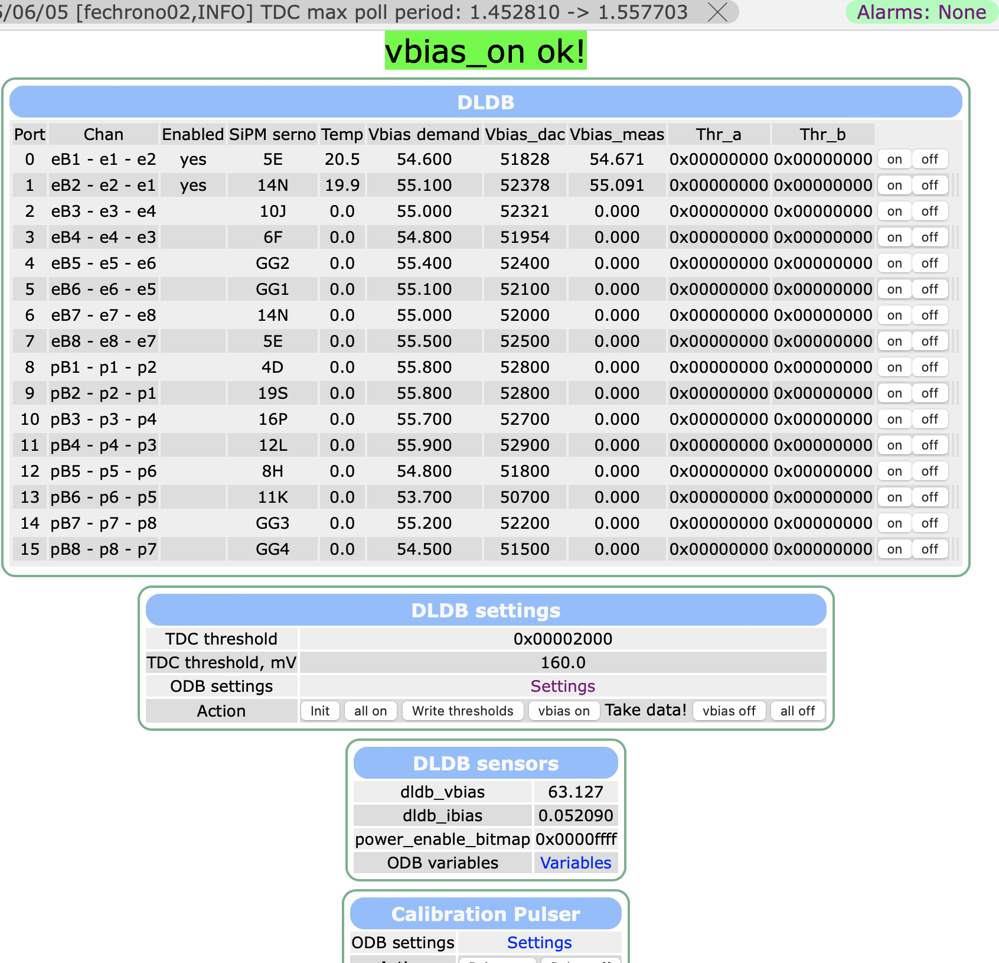 /06/05 [fechrono02,INFO] TDC max poll period: 1.452810 -> 1.557703 Alarms: None
vbias_on ok!
DLDB
Port Chan Enabled SiPM serno Temp Vbias demand Vbias_dac Vbias_meas Thr_a Thr_b
0 eB1 - e1 - e2 yes 5E 20.5 54.600 51828 54.671 0x00000000 0x00000000 on off
1 eB2 - e2 - e1 yes 14N 19.9 55.100 52378 55.091 0x00000000 0x00000000 on off
2 eB3 - e3 - e4 10J 0.0 55.000 52321 0.000 0x00000000 0x00000000 on off
3 eB4 - e4 - e3 6F 0.0 54.800 51954 0.000 0x00000000 0x00000000 on off
4 eB5 - e5 - e6 GG2 0.0 55.400 52400 0.000 0x00000000 0x00000000 on off
5 eB6 - e6 - e5 GG1 0.0 55.100 52100 0.000 0x00000000 0x00000000 on off
6 eB7 - e7 - e8 14N 0.0 55.000 52000 0.000 0x00000000 0x00000000 on off
7 eB8 - e8 - e7 5E 0.0 55.500 52500 0.000 0x00000000 0x00000000 on off
8 pB1 - p1 - p2 4D 0.0 55.800 52800 0.000 0x00000000 0x00000000 on off
9 pB2 - p2 - p1 19S 0.0 55.800 52800 0.000 0x00000000 0x00000000 on off
10 pB3 - p3 - p4 16P 0.0 55.700 52700 0.000 0x00000000 0x00000000 on off
11 pB4 - p4 - p3 12L 0.0 55.900 52900 0.000 0x00000000 0x00000000 on off
12 pB5 - p5 - p6 8H 0.0 54.800 51800 0.000 0x00000000 0x00000000 on off
13 pB6 - p6 - p5 11K 0.0 53.700 50700 0.000 0x00000000 0x00000000 on off
14 pB7 - p7 - p8 GG3 0.0 55.200 52200 0.000 0x00000000 0x00000000 on off
15 pB8 - p8 - p7 GG4 0.0 54.500 51500 0.000 0x00000000 0x00000000 on off
DLDB settings
TDC threshold 0x00002000
TDC threshold, mV 160.0
ODB settings Settings
Action Init all on Write thresholds vbias on Take data! vbias off all off
DLDB sensors
dldb_vbias 63.127
dldb_ibias 0.052090
power_enable_bitmap 0x0000ffff
ODB variables Variables
Calibration Pulser
ODB settings Settings